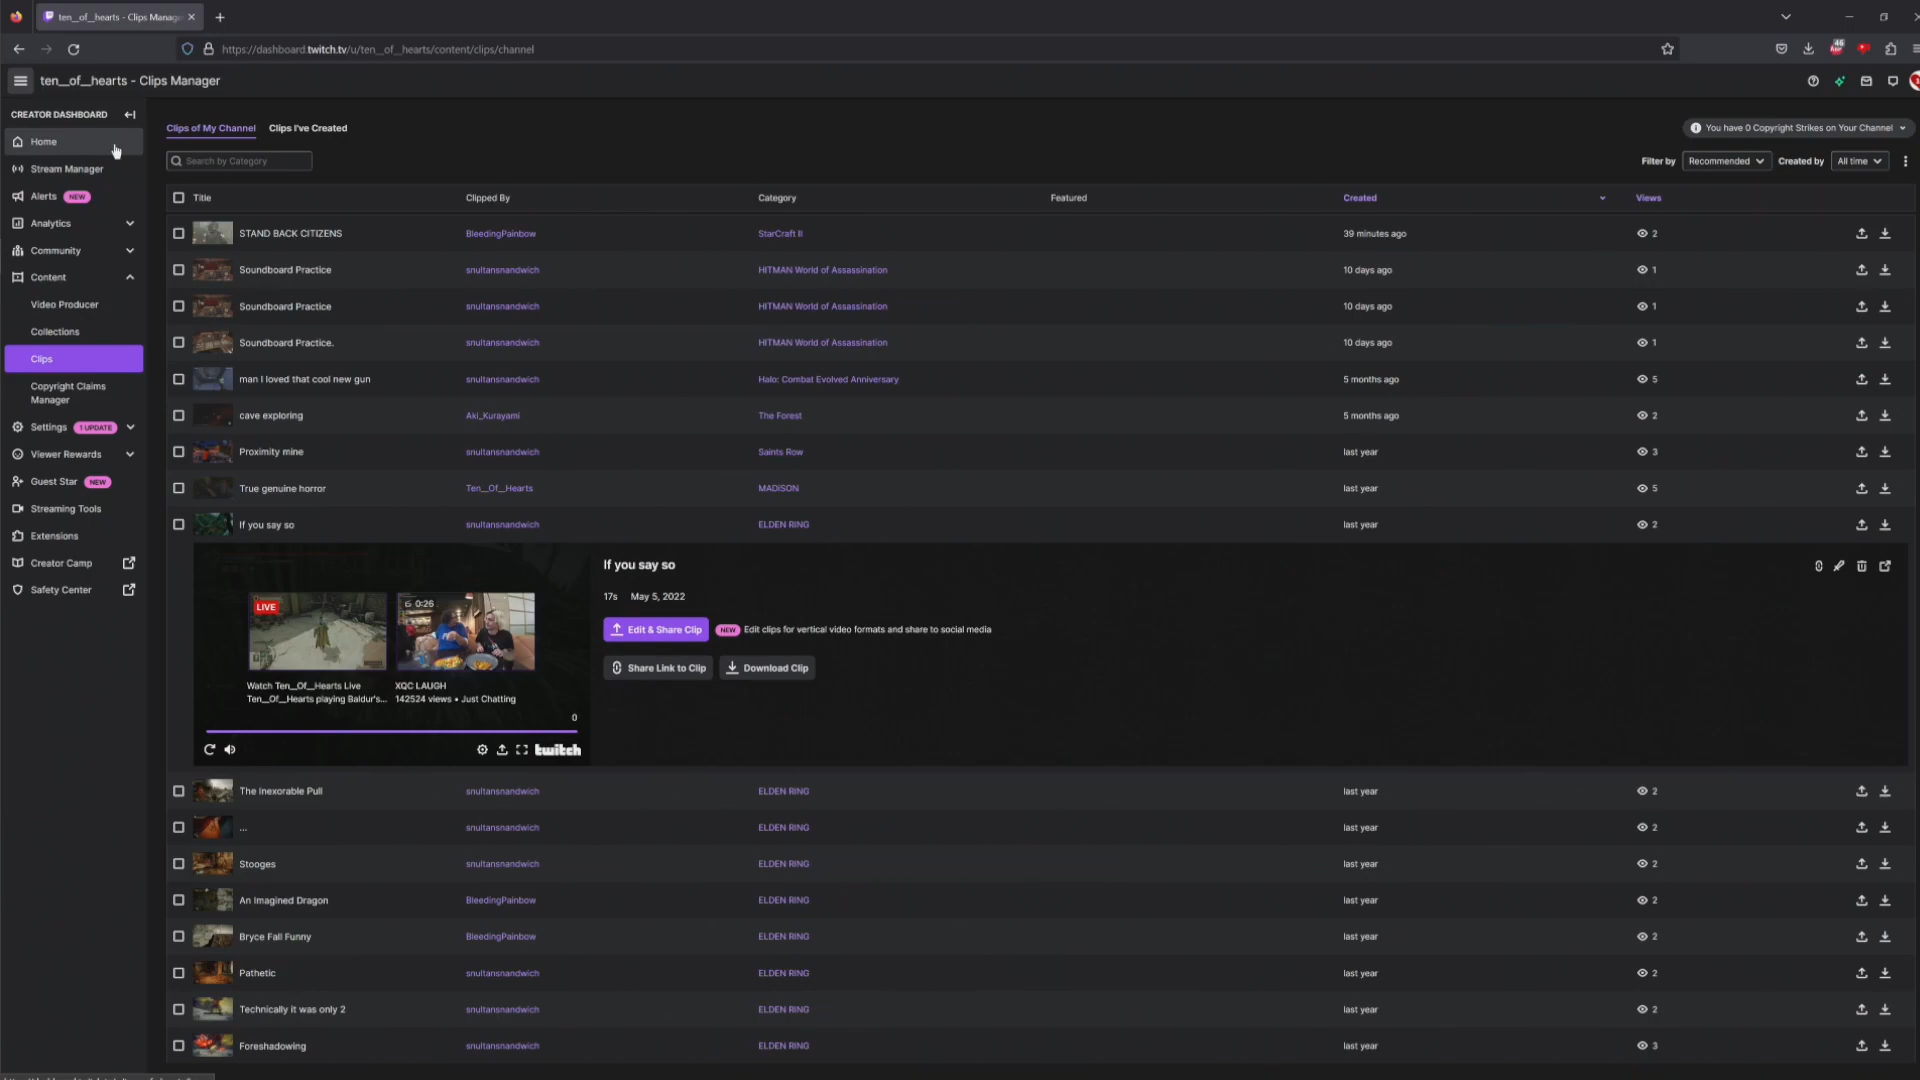 ten__of__hearts - Clips Manage
https://dashboard.twitch.tv/u/ten__of__hearts/content/clips/channel
46
ten__of__hearts - Clips Manager
CREATOR DASHBOARD
Home
Stream Manager
Alerts NEW
Analytics
Community
Content
Video Producer
Collections
Clips
Copyright Claims
Manager
Settings 1 UPDATE
Viewer Rewards
Guest Star NEW
Streaming Tools
Extensions
Creator Camp
Safety Center
Clips of My Channel Clips I've Created
You have 0 Copyright Strikes on Your Channel
Search by Category
Filter by Recommended Created by All time
Title Clipped By Category Featured Created Views
STAND BACK CITIZENS BleedingPainbow StarCraft II 39 minutes ago 2
Soundboard Practice snultansnandwich HITMAN World of Assassination 10 days ago 1
Soundboard Practice snultansnandwich HITMAN World of Assassination 10 days ago 1
Soundboard Practice. snultansnandwich HITMAN World of Assassination 10 days ago 1
man I loved that cool new gun snultansnandwich Halo: Combat Evolved Anniversary 5 months ago 5
cave exploring Aki_Kurayami The Forest 5 months ago 2
Proximity mine snultansnandwich Saints Row last year 3
True genuine horror Ten__Of__Hearts MADiSON last year 5
If you say so snultansnandwich ELDEN RING last year 2
LIVE
0:26
Watch Ten__Of__Hearts Live
Ten__Of__Hearts playing Baldur's...
XQC LAUGH
142524 views • Just Chatting
0
twitch
If you say so
17s May 5, 2022
Edit & Share Clip NEW Edit clips for vertical video formats and share to social media
Share Link to Clip Download Clip
The Inexorable Pull snultansnandwich ELDEN RING last year 2
... snultansnandwich ELDEN RING last year 2
Stooges snultansnandwich ELDEN RING last year 2
An Imagined Dragon BleedingPainbow ELDEN RING last year 2
Bryce Fall Funny BleedingPainbow ELDEN RING last year 2
Pathetic snultansnandwich ELDEN RING last year 2
Technically it was only 2 snultansnandwich ELDEN RING last year 2
Foreshadowing snultansnandwich ELDEN RING last year 3